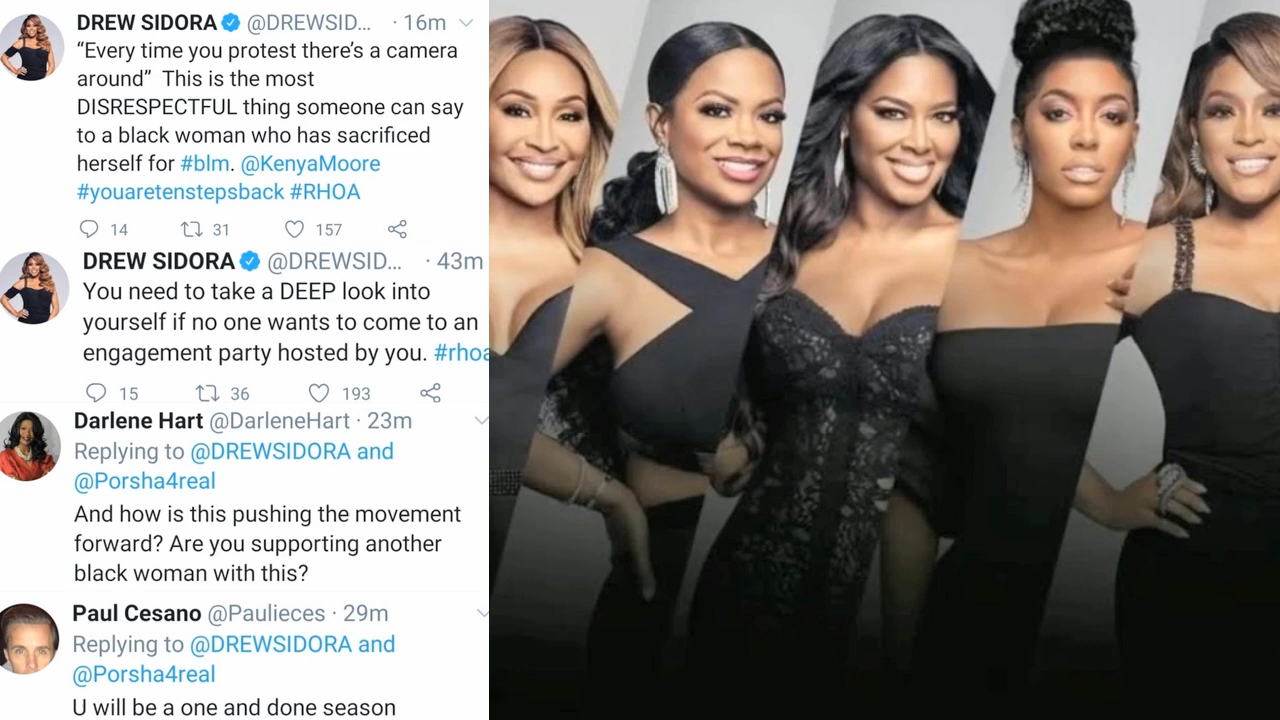 DREW SIDORA @DREWSID... · 16m
“Every time you protest there’s a camera
around” This is the most
DISRESPECTFUL thing someone can say
to a black woman who has sacrificed
herself for #blm. @KenyaMoore
#youaretenstepsback #RHOA
14 31 157
DREW SIDORA @DREWSID... · 43m
You need to take a DEEP look into
yourself if no one wants to come to an
engagement party hosted by you. #rhoa
15 36 193
Darlene Hart @DarleneHart · 23m
Replying to @DREWSIDORA and
@Porsha4real
And how is this pushing the movement
forward? Are you supporting another
black woman with this?
Paul Cesano @Paulieces · 29m
Replying to @DREWSIDORA and
@Porsha4real
U will be a one and done season